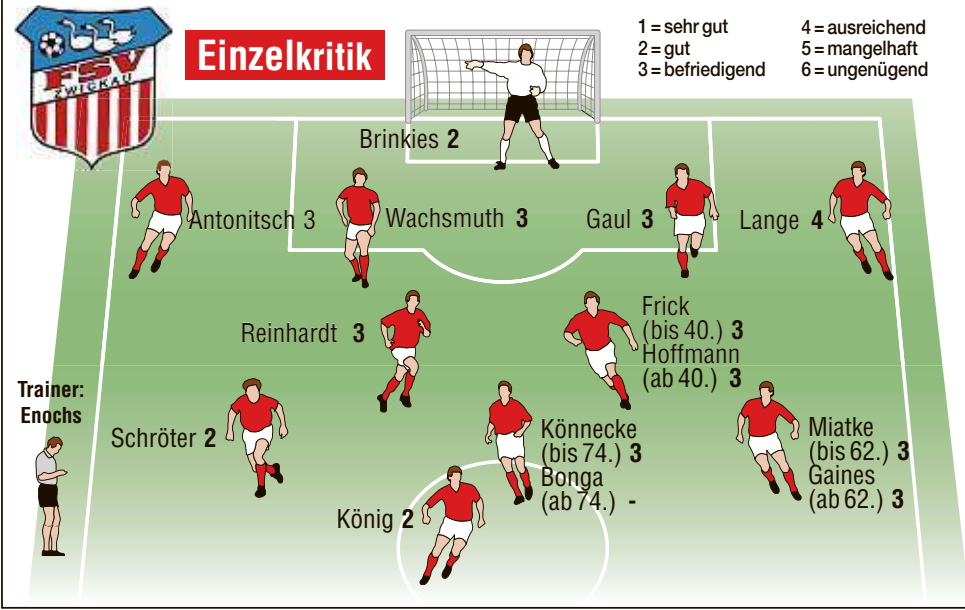 FSV
ZWICKAU
Einzelkritik
1 = sehr gut
2 = gut
3 = befriedigend
4 = ausreichend
5 = mangelhaft
6 = ungenügend
Brinkies 2
Antonitsch 3
Wachsmuth 3
Gaul 3
Lange 4
Reinhardt 3
Frick
(bis 40.) 3
Hoffmann
(ab 40.) 3
Trainer:
Enochs
Schröter 2
Könnecke
(bis 74.) 3
Bonga
(ab 74.) -
Miatke
(bis 62.) 3
Gaines
(ab 62.) 3
König 2